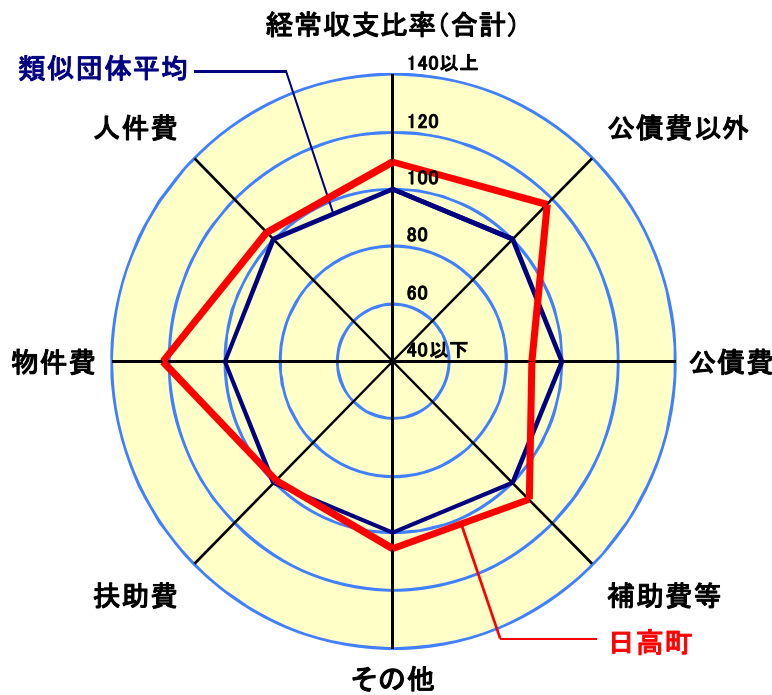 経常収支比率(合計)
140以上
類似団体平均
人件費
120
公債費以外
100
80
60
40以下
物件費
公債費
扶助費
補助費等
日高町
その他